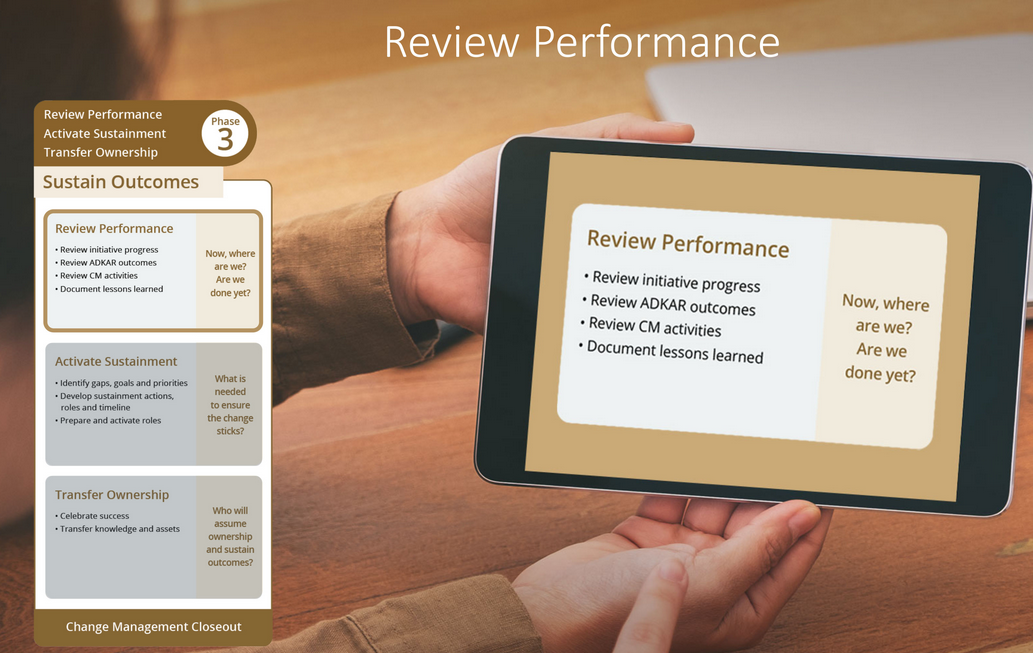 Review Performance
Review Performance
Activate Sustainment
Transfer Ownership
Phase
3
Sustain Outcomes
Review Performance
• Review initiative progress
• Review ADKAR outcomes
• Review CM activities
• Document lessons learned
Now, where
are we?
Are we
done yet?
Activate Sustainment
• Identify gaps, goals and priorities
• Develop sustainment actions,
roles and timeline
• Prepare and activate roles
What is
needed
to ensure
the change
sticks?
Transfer Ownership
• Celebrate success
• Transfer knowledge and assets
Who will
assume
ownership
and sustain
outcomes?
Change Management Closeout
Review Performance
• Review initiative progress
• Review ADKAR outcomes
• Review CM activities
• Document lessons learned
Now, where
are we?
Are we
done yet?